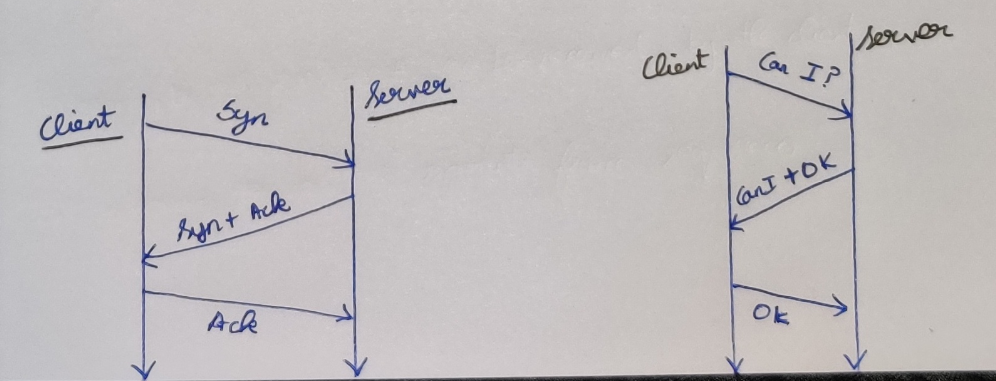 Client
Syn
Server
Syn + Ack
Ack
Client
Can I?
Server
Can I + OK
Ok